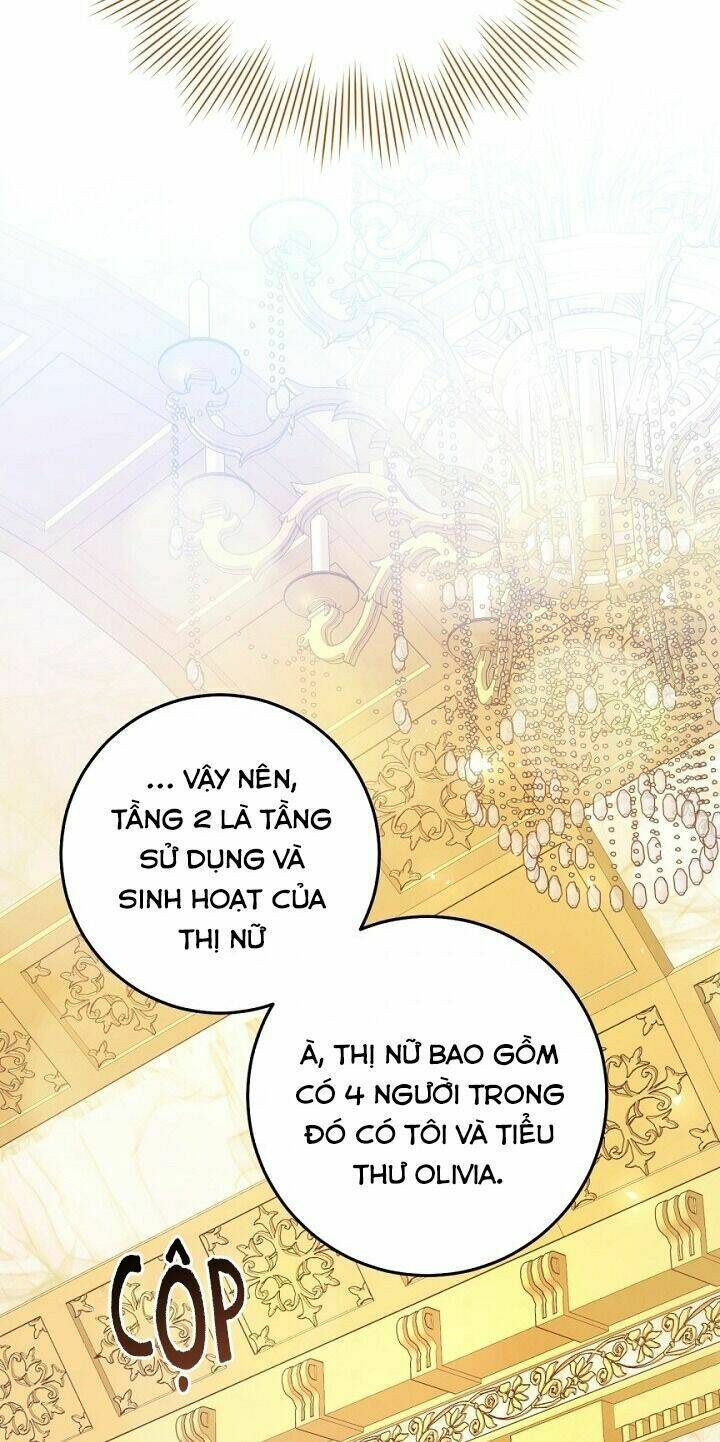 ... VẬY NÊN,
TẦNG 2 LÀ TẦNG
SỬ DỤNG VÀ
SINH HOẠT CỦA
THỊ NỮ
À, THỊ NỮ BAO GỒM
CÓ 4 NGƯỜI TRONG
ĐÓ CÓ TÔI VÀ TIỂU
THƯ OLIVIA.
CỘP